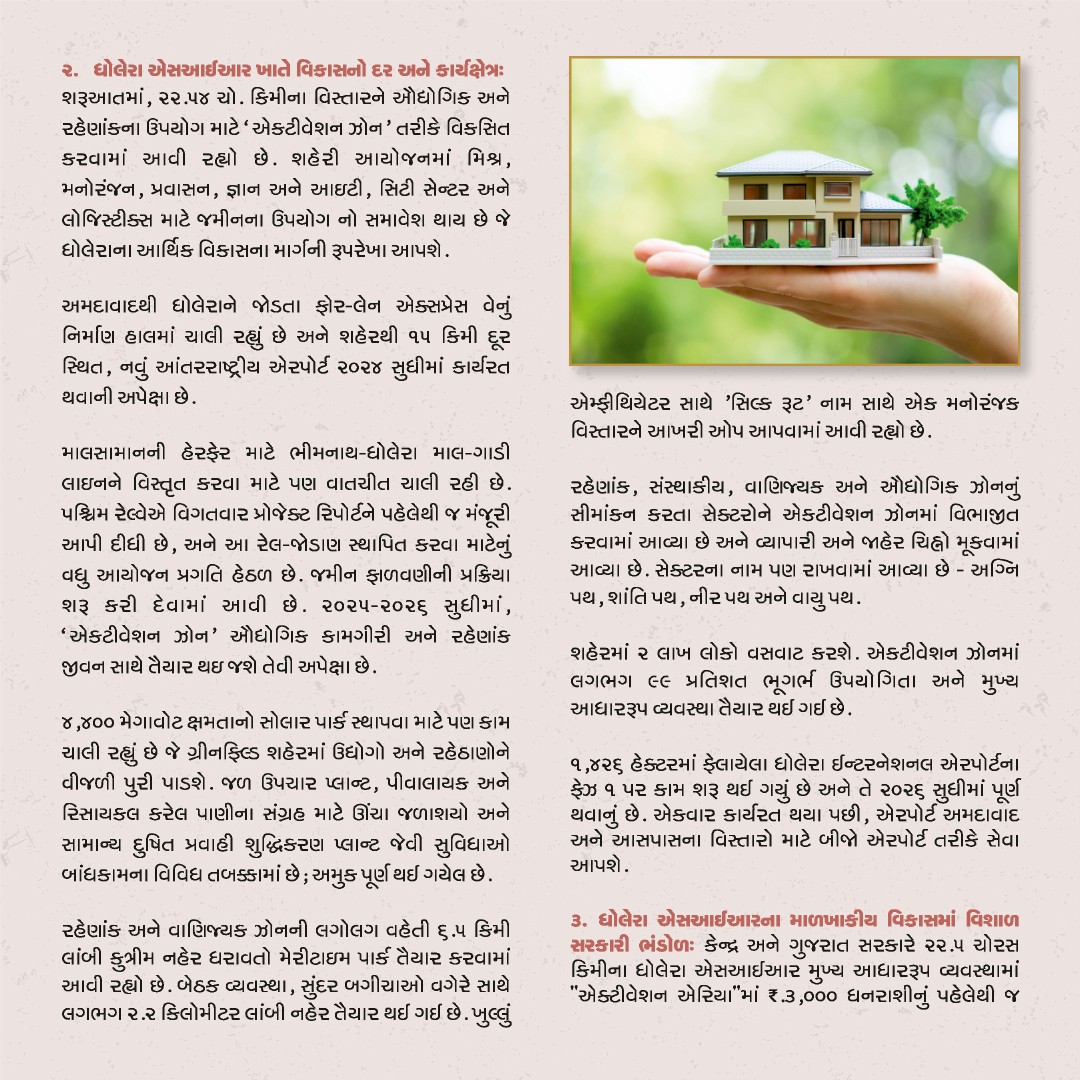 ૨. ધોલેરા એસઆઈઆર ખાતે વિકાસનો દર અને કાર્યક્ષેત્રઃ
શરૂઆતમાં, ૨૨.૫૪ ચો. કિમીના વિસ્તારને ઔદ્યોગિક અને
રહેણાંકના ઉપયોગ માટે ‘એક્ટીવેશન ઝોન’ તરીકે વિકસિત
કરવામાં આવી રહ્યો છે. શહેરી આયોજનમાં મિશ્ર,
મનોરંજન, પ્રવાસન, જ્ઞાન અને આઇટી, સિટી સેન્ટર અને
લોજિસ્ટીક્સ માટે જમીનના ઉપયોગ નો સમાવેશ થાય છે જે
ધોલેરાના આર્થિક વિકાસના માર્ગની રૂપરેખા આપશે.
અમદાવાદથી ધોલેરાને જોડતા ફોર-લેન એક્સપ્રેસ વેનું
નિર્માણ હાલમાં ચાલી રહ્યું છે અને શહેરથી ૧૫ કિમી દૂર
સ્થિત, નવું આંતરરાષ્ટ્રીય એરપોર્ટ ૨૦૨૪ સુધીમાં કાર્યરત
થવાની અપેક્ષા છે.
માલસામાનની હેરફેર માટે ભીમનાથ-ધોલેરા માલ-ગાડી
લાઇનને વિસ્તૃત કરવા માટે પણ વાતચીત ચાલી રહી છે.
પશ્ચિમ રેલ્વેએ વિગતવાર પ્રોજેક્ટ રિપોર્ટને પહેલેથી જ મંજૂરી
આપી દીધી છે, અને આ રેલ-જોડાણ સ્થાપિત કરવા માટેનું
વધુ આયોજન પ્રગતિ હેઠળ છે. જમીન ફાળવણીની પ્રક્રિયા
શરૂ કરી દેવામાં આવી છે. ૨૦૨૫-૨૦૨૬ સુધીમાં,
‘એક્ટીવેશન ઝોન’ ઔદ્યોગિક કામગીરી અને રહેણાંક
જીવન સાથે તૈયાર થઇ જશે તેવી અપેક્ષા છે.
૪,૪૦૦ મેગાવોટ ક્ષમતાનો સોલાર પાર્ક સ્થાપવા માટે પણ કામ
ચાલી રહ્યું છે જે ગ્રીનફિલ્ડ શહેરમાં ઉદ્યોગો અને રહેઠાણોને
વીજળી પુરી પાડશે. જળ ઉપચાર પ્લાન્ટ, પીવાલાયક અને
રિસાયકલ કરેલ પાણીના સંગ્રહ માટે ઊંચા જળાશયો અને
સામાન્ય દુષિત પ્રવાહી શુદ્ધિકરણ પ્લાન્ટ જેવી સુવિધાઓ
બાંધકામના વિવિધ તબક્કામાં છે; અમુક પૂર્ણ થઈ ગયેલ છે.
રહેણાંક અને વાણિજ્યક ઝોનની લગોલગ વહેતી ૬.૫ કિમી
લાંબી કુત્રીમ નહેર ધરાવતો મેરીટાઇમ પાર્ક તૈયાર કરવામાં
આવી રહ્યો છે. બેઠક વ્યવસ્થા, સુંદર બગીચાઓ વગેરે સાથે
લગભગ ૨.૨ કિલોમીટર લાંબી નહેર તૈયાર થઈ ગઈ છે. ખુલ્લું
એમ્ફીથિયેટર સાથે ’સિલ્ક રૂટ’ નામ સાથે એક મનોરંજક
વિસ્તારને આખરી ઓપ આપવામાં આવી રહ્યો છે.
રહેણાંક, સંસ્થાકીય, વાણિજ્યક અને ઔદ્યોગિક ઝોનનું
સીમાંકન કરતા સેક્ટરોને એક્ટીવેશન ઝોનમાં વિભાજીત
કરવામાં આવ્યા છે અને વ્યાપારી અને જાહેર ચિહ્નો મૂકવામાં
આવ્યા છે. સેક્ટરના નામ પણ રાખવામાં આવ્યા છે - અગ્નિ
પથ, શાંતિ પથ, નીર પથ અને વાયુ પથ.
શહેરમાં ૨ લાખ લોકો વસવાટ કરશે. એક્ટીવેશન ઝોનમાં
લગભગ ૯૯ પ્રતિશત ભૂગર્ભ ઉપયોગિતા અને મુખ્ય
આધારરૂપ વ્યવસ્થા તૈયાર થઈ ગઈ છે.
૧,૪૨૬ હેક્ટરમાં ફેલાયેલા ધોલેરા ઈન્ટરનેશનલ એરપોર્ટના
ફેઝ ૧ પર કામ શરૂ થઈ ગયું છે અને તે ૨૦૨૬ સુધીમાં પૂર્ણ
થવાનું છે. એકવાર કાર્યરત થયા પછી, એરપોર્ટ અમદાવાદ
અને આસપાસના વિસ્તારો માટે બીજો એરપોર્ટ તરીકે સેવા
આપશે.
૩. ધોલેરા એસઆઈઆરના માળખાકીય વિકાસમાં વિશાળ
સરકારી ભંડોળઃ કેન્દ્ર અને ગુજરાત સરકારે ૨૨.૫ ચોરસ
કિમીના ધોલેરા એસઆઈઆર મુખ્ય આધારરૂપ વ્યવસ્થામાં
"એક્ટીવેશન એરિયા"માં ₹.૩,૦૦૦ ધનરાશીનું પહેલેથી જ